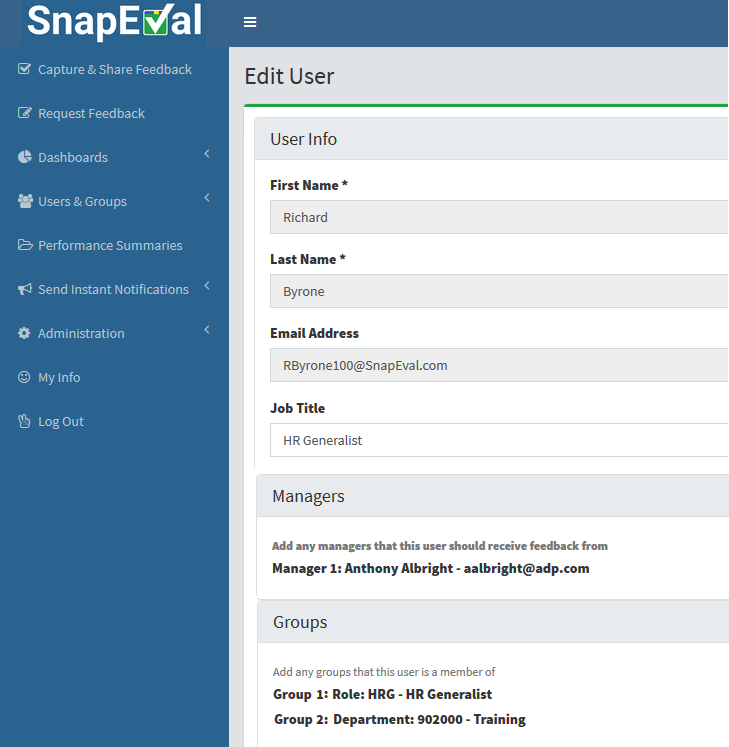 SnapEval
Capture & Share Feedback
Request Feedback
Dashboards
Users & Groups
Performance Summaries
Send Instant Notifications
Administration
My Info
Log Out
Edit User
User Info
First Name *
Richard
Last Name *
Byrone
Email Address
RByrone100@SnapEval.com
Job Title
HR Generalist
Managers
Add any managers that this user should receive feedback from
Manager 1: Anthony Albright - aalbright@adp.com
Groups
Add any groups that this user is a member of
Group 1: Role: HRG - HR Generalist
Group 2: Department: 902000 - Training